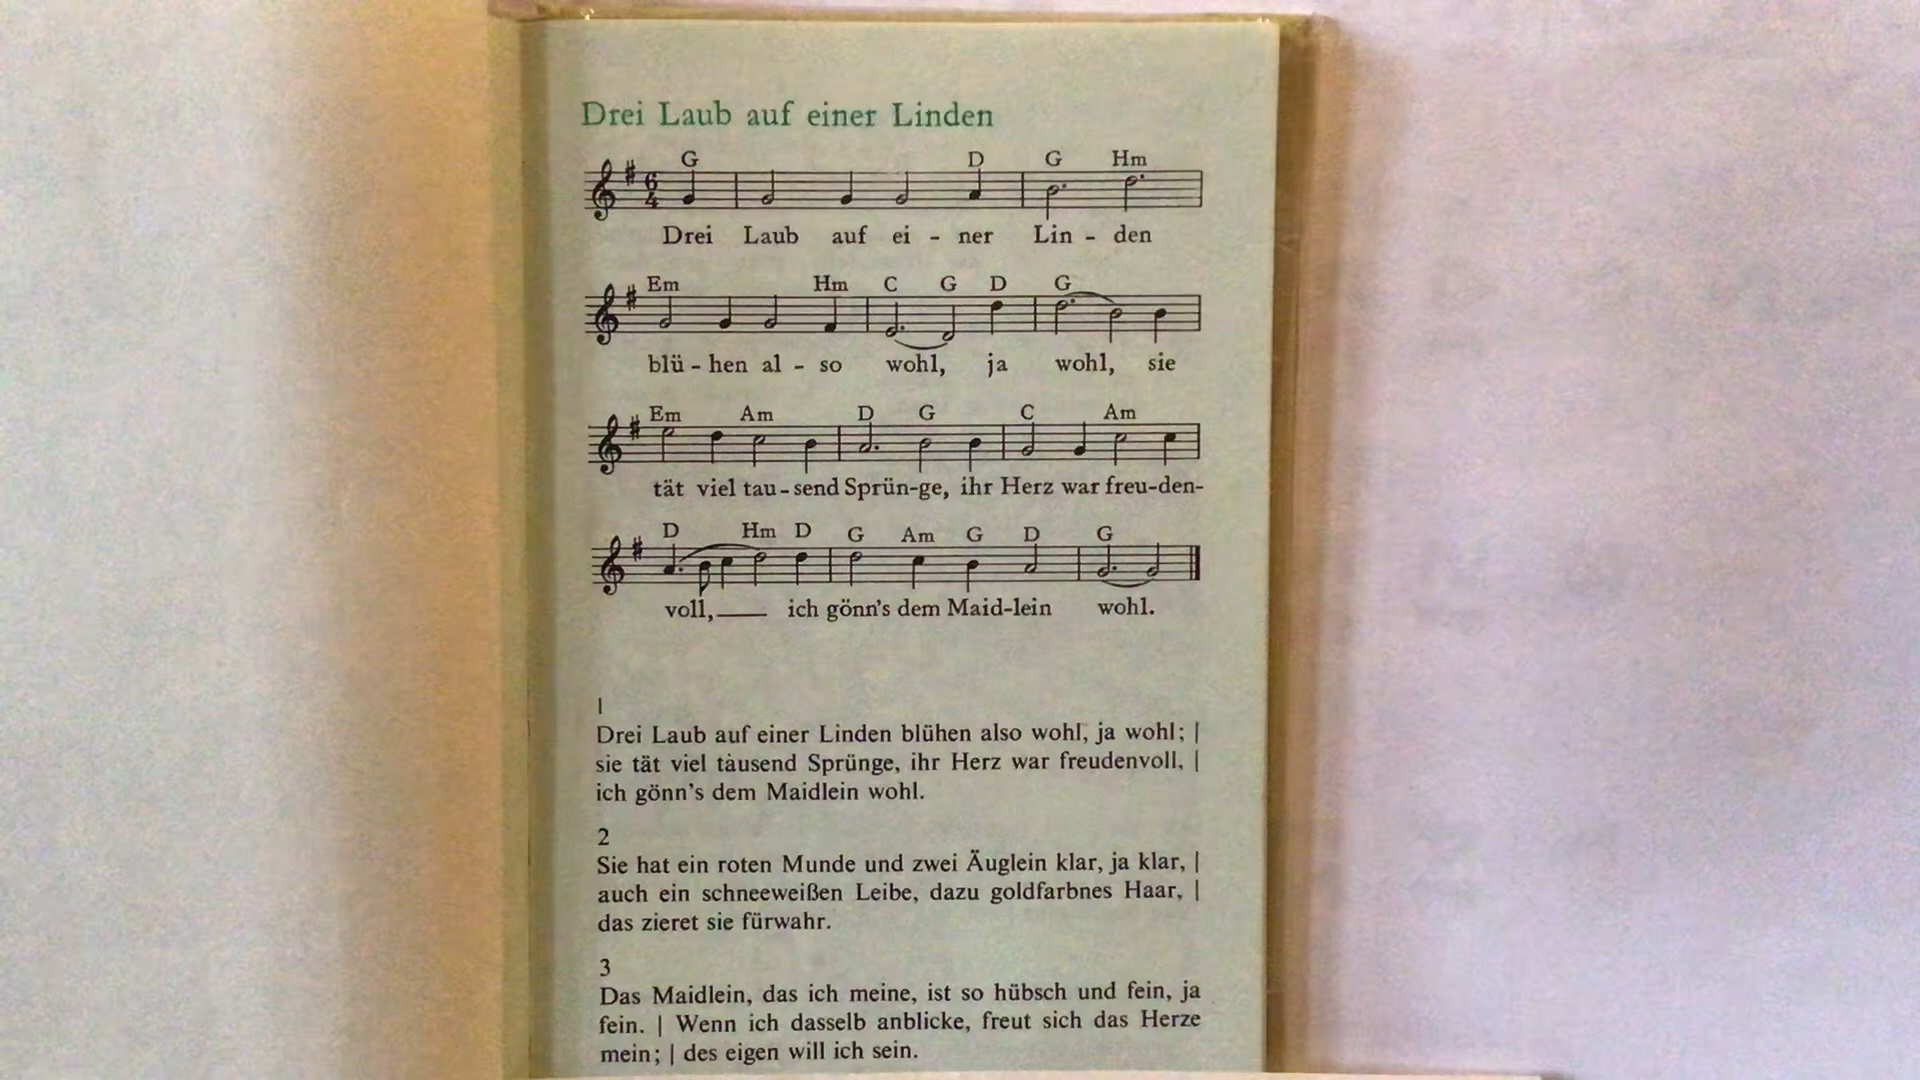 Drei Laub auf einer Linden
G D G Hm
6
4
Drei Laub auf ei - ner Lin - den
Em Hm C G D G
blü - hen al - so wohl, ja wohl, sie
Em Am D G C Am
tät viel tau - send Sprün-ge, ihr Herz war freu-den-
D Hm D G Am G D G
voll, ich gönn's dem Maid-lein wohl.
1
Drei Laub auf einer Linden blühen also wohl, ja wohl; |
sie tät viel tausend Sprünge, ihr Herz war freudenvoll, |
ich gönn's dem Maidlein wohl.
2
Sie hat ein roten Munde und zwei Äuglein klar, ja klar, |
auch ein schneeweißen Leibe, dazu goldfarbnes Haar, |
das zieret sie fürwahr.
3
Das Maidlein, das ich meine, ist so hübsch und fein, ja
fein. | Wenn ich dasselb anblicke, freut sich das Herze
mein; | des eigen will ich sein.